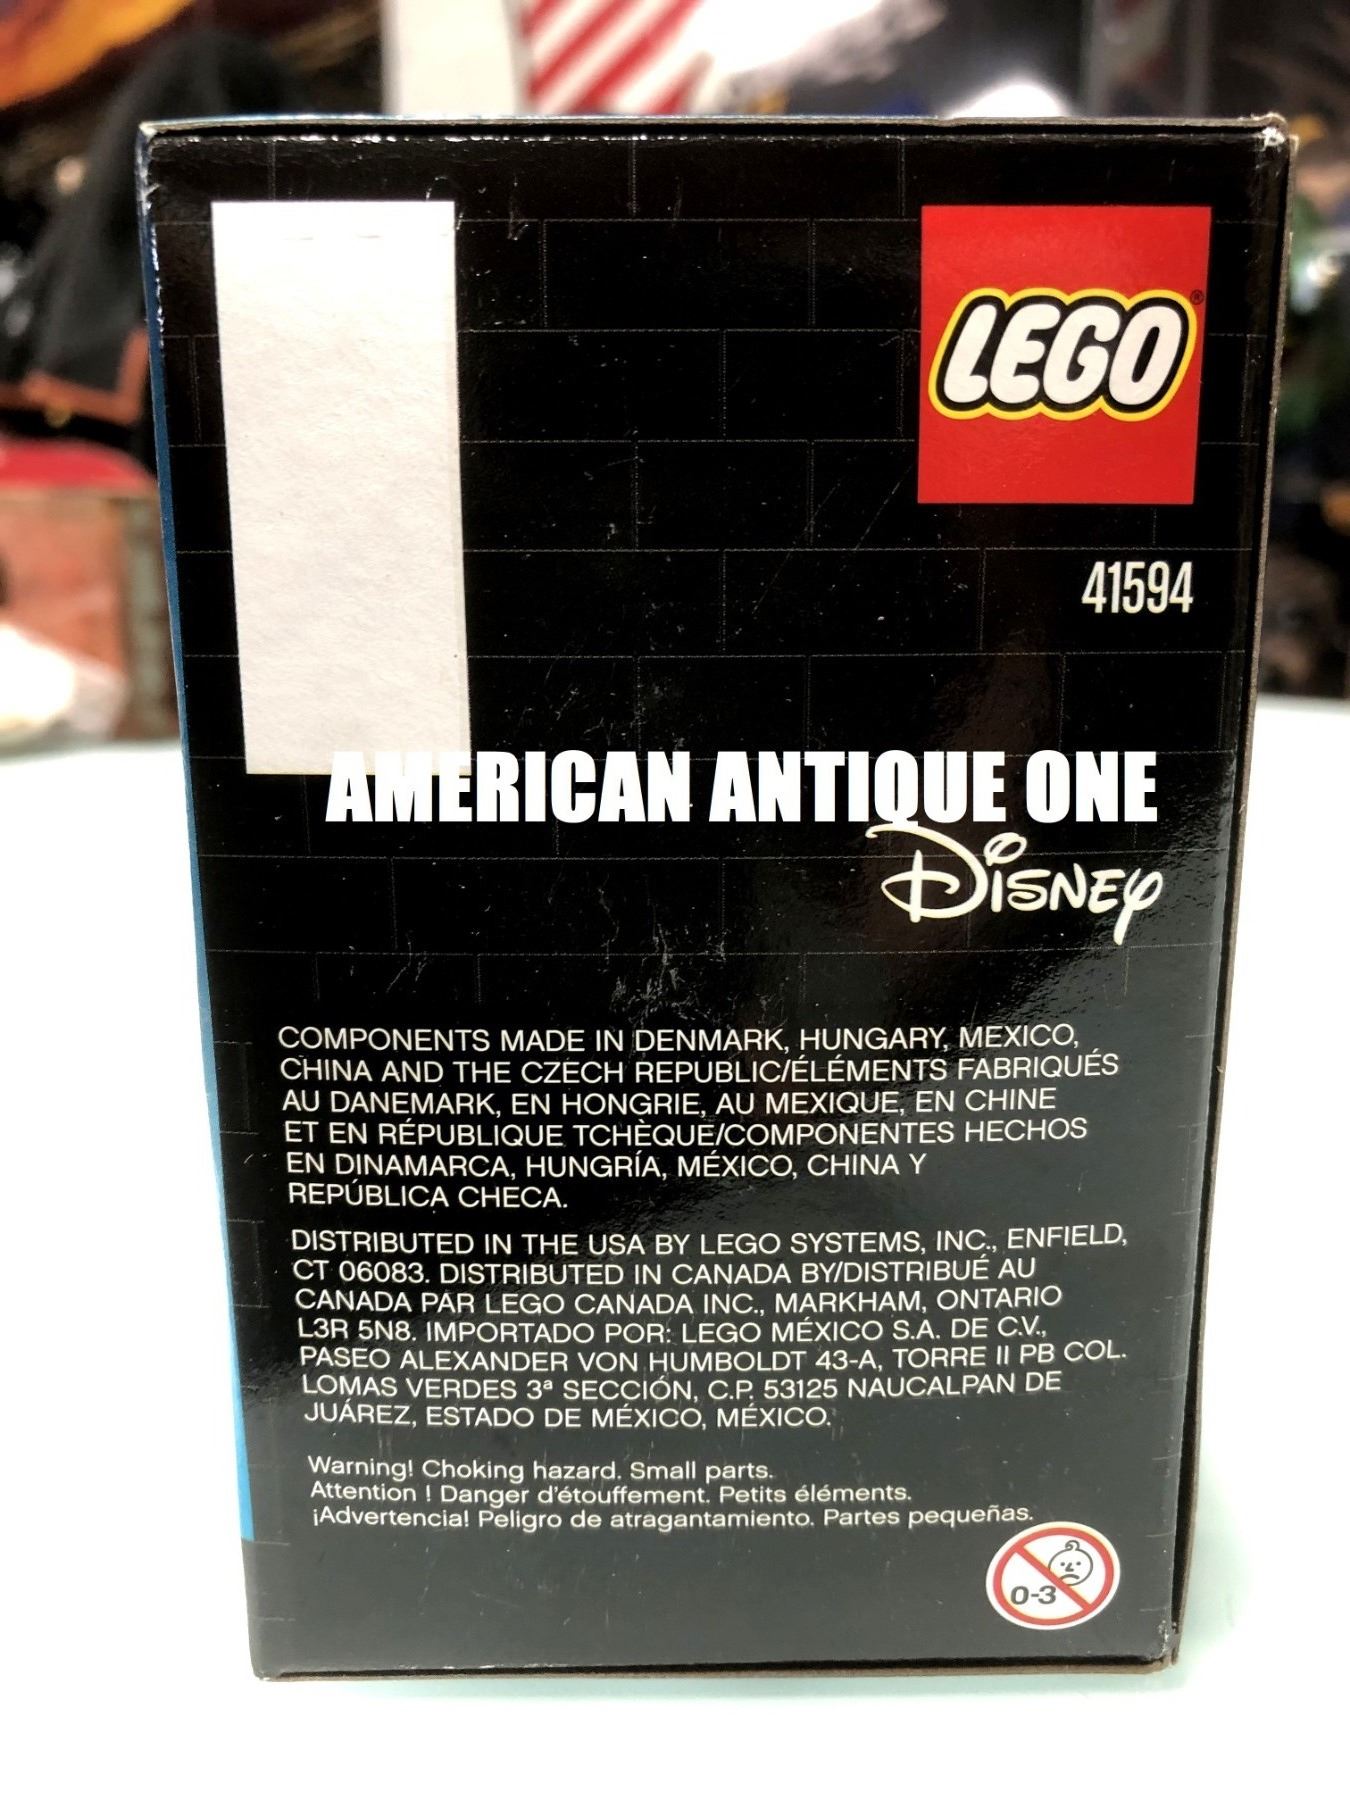 LEGO®
41594
AMERICAN ANTIQUE ONE
Disney
COMPONENTS MADE IN DENMARK, HUNGARY, MEXICO,
CHINA AND THE CZECH REPUBLIC/ÉLÉMENTS FABRIQUÉS
AU DANEMARK, EN HONGRIE, AU MEXIQUE, EN CHINE
ET EN RÉPUBLIQUE TCHÈQUE/COMPONENTES HECHOS
EN DINAMARCA, HUNGRÍA, MÉXICO, CHINA Y
REPÚBLICA CHECA.
DISTRIBUTED IN THE USA BY LEGO SYSTEMS, INC., ENFIELD,
CT 06083. DISTRIBUTED IN CANADA BY/DISTRIBUÉ AU
CANADA PAR LEGO CANADA INC., MARKHAM, ONTARIO
L3R 5N8. IMPORTADO POR: LEGO MÉXICO S.A. DE C.V.,
PASEO ALEXANDER VON HUMBOLDT 43-A, TORRE II PB COL.
LOMAS VERDES 3ª SECCIÓN, C.P. 53125 NAUCALPAN DE
JUÁREZ, ESTADO DE MÉXICO, MÉXICO.
Warning! Choking hazard. Small parts.
Attention ! Danger d'étouffement. Petits éléments.
¡Advertencia! Peligro de atragantamiento. Partes pequeñas.
0-3